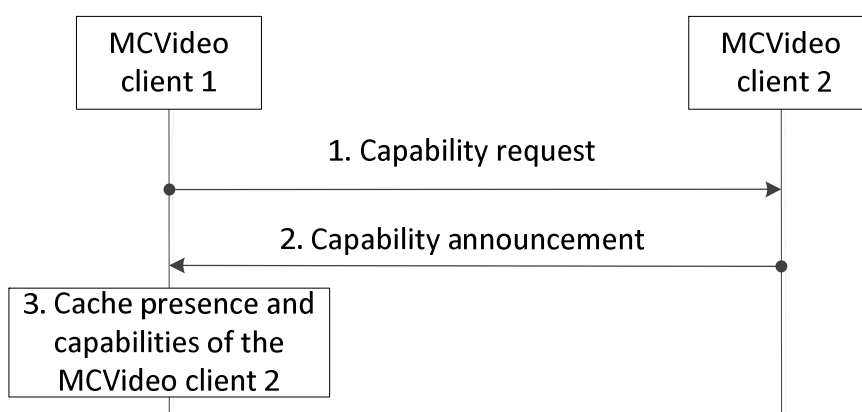 MCVideo
client 1
MCVideo
client 2
1. Capability request
2. Capability announcement
3. Cache presence and
capabilities of the
MCVideo client 2